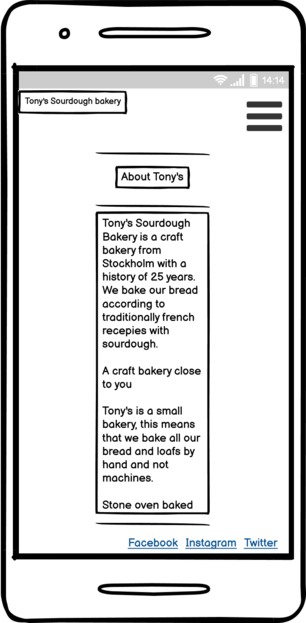 14:14
Tony's Sourdough bakery
About Tony's
Tony's Sourdough
Bakery is a craft
bakery from
Stockholm with a
history of 25 years.
We bake our bread
according to
traditionally french
recepies with
sourdough.
A craft bakery close
to you
Tony's is a small
bakery, this means
that we bake all our
bread and loafs by
hand and not
machines.
Stone oven baked
Facebook Instagram Twitter